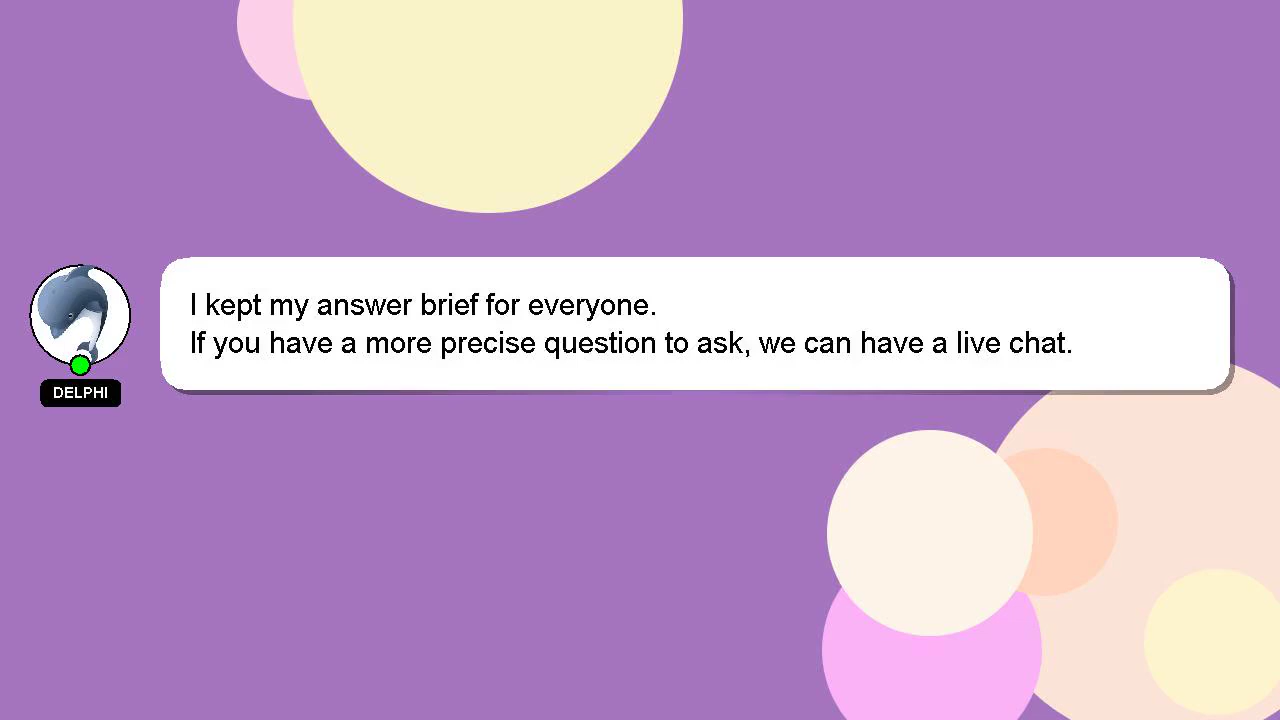 I kept my answer brief for everyone.
If you have a more precise question to ask, we can have a live chat.
DELPHI